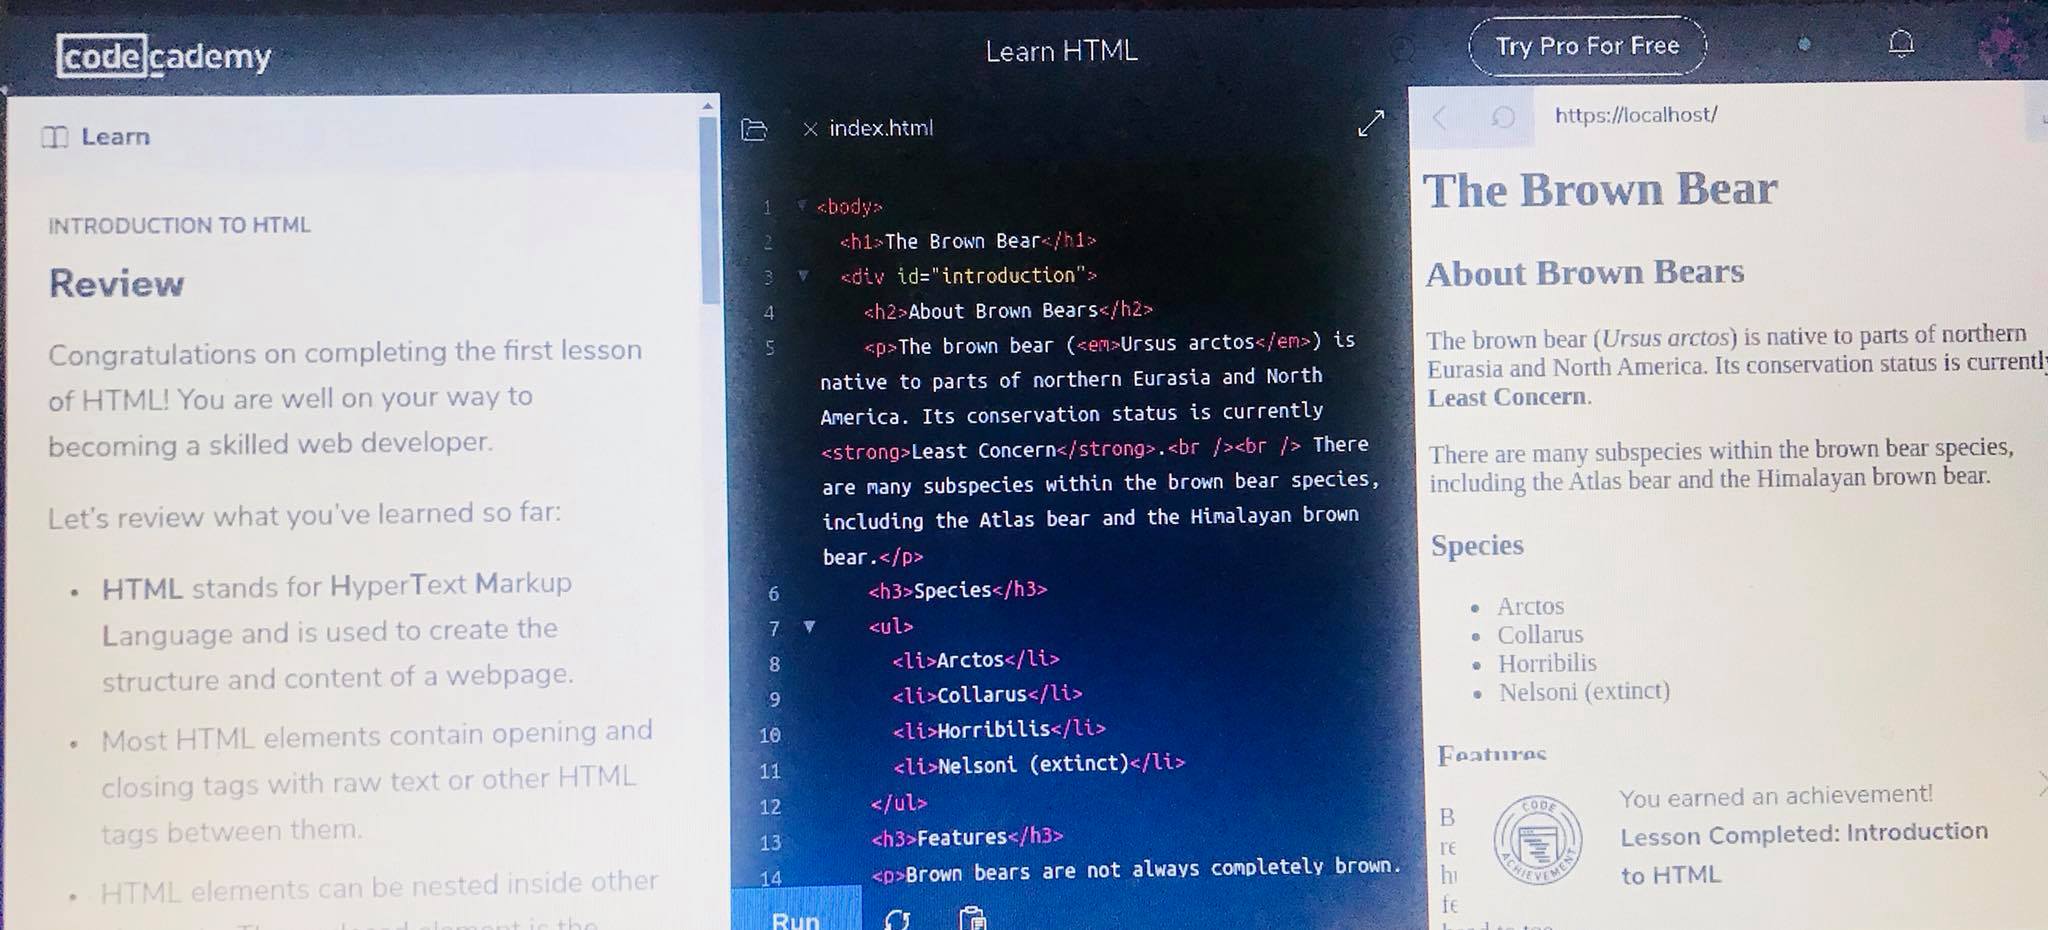 codecademy
Learn HTML
Try Pro For Free
Learn
INTRODUCTION TO HTML
Review
Congratulations on completing the first lesson
of HTML! You are well on your way to
becoming a skilled web developer.
Let's review what you've learned so far:
• HTML stands for HyperText Markup
Language and is used to create the
structure and content of a webpage.
• Most HTML elements contain opening and
closing tags with raw text or other HTML
tags between them.
• HTML elements can be nested inside other
index.html
1 <body>
2 <h1>The Brown Bear</h1>
3 <div id="introduction">
4 <h2>About Brown Bears</h2>
5 <p>The brown bear (<em>Ursus arctos</em>) is
native to parts of northern Eurasia and North
America. Its conservation status is currently
<strong>Least Concern</strong>.<br /><br /> There
are many subspecies within the brown bear species,
including the Atlas bear and the Himalayan brown
bear.</p>
6 <h3>Species</h3>
7 <ul>
8 <li>Arctos</li>
9 <li>Collarus</li>
10 <li>Horribilis</li>
11 <li>Nelsoni (extinct)</li>
12 </ul>
13 <h3>Features</h3>
14 <p>Brown bears are not always completely brown.
Run
https://localhost/
The Brown Bear
About Brown Bears
The brown bear (Ursus arctos) is native to parts of northern
Eurasia and North America. Its conservation status is currently
Least Concern.
There are many subspecies within the brown bear species,
including the Atlas bear and the Himalayan brown bear.
Species
• Arctos
• Collarus
• Horribilis
• Nelsoni (extinct)
Features
CODE
ACHIEVEMENT
You earned an achievement!
Lesson Completed: Introduction
to HTML